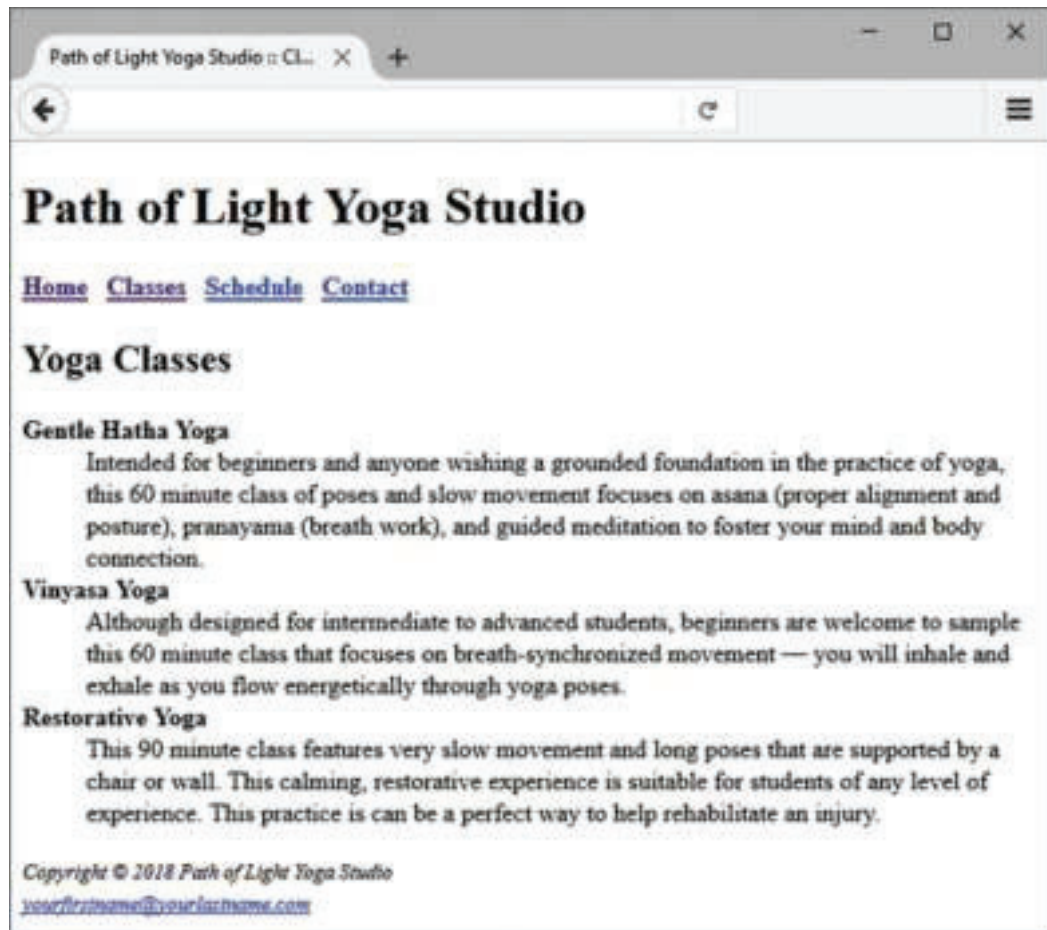 Path of Light Yoga Studio :: Cl...
Path of Light Yoga Studio
Home Classes Schedule Contact
Yoga Classes
Gentle Hatha Yoga
Intended for beginners and anyone wishing a grounded foundation in the practice of yoga,
this 60 minute class of poses and slow movement focuses on asana (proper alignment and
posture), pranayama (breath work), and guided meditation to foster your mind and body
connection.
Vinyasa Yoga
Although designed for intermediate to advanced students, beginners are welcome to sample
this 60 minute class that focuses on breath-synchronized movement — you will inhale and
exhale as you flow energetically through yoga poses.
Restorative Yoga
This 90 minute class features very slow movement and long poses that are supported by a
chair or wall. This calming, restorative experience is suitable for students of any level of
experience. This practice is can be a perfect way to help rehabilitate an injury.
Copyright © 2018 Path of Light Yoga Studio
yourfirstname@yourlastname.com